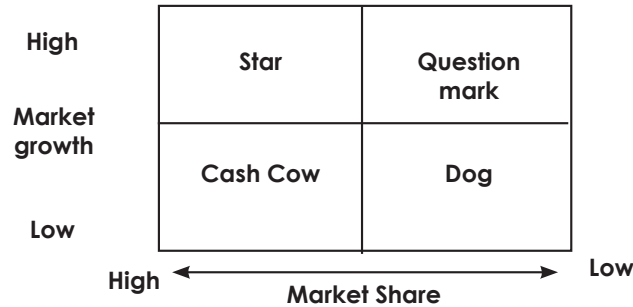 High
Star
Question
mark
Market
growth
Cash Cow
Dog
Low
High
Low
Market Share